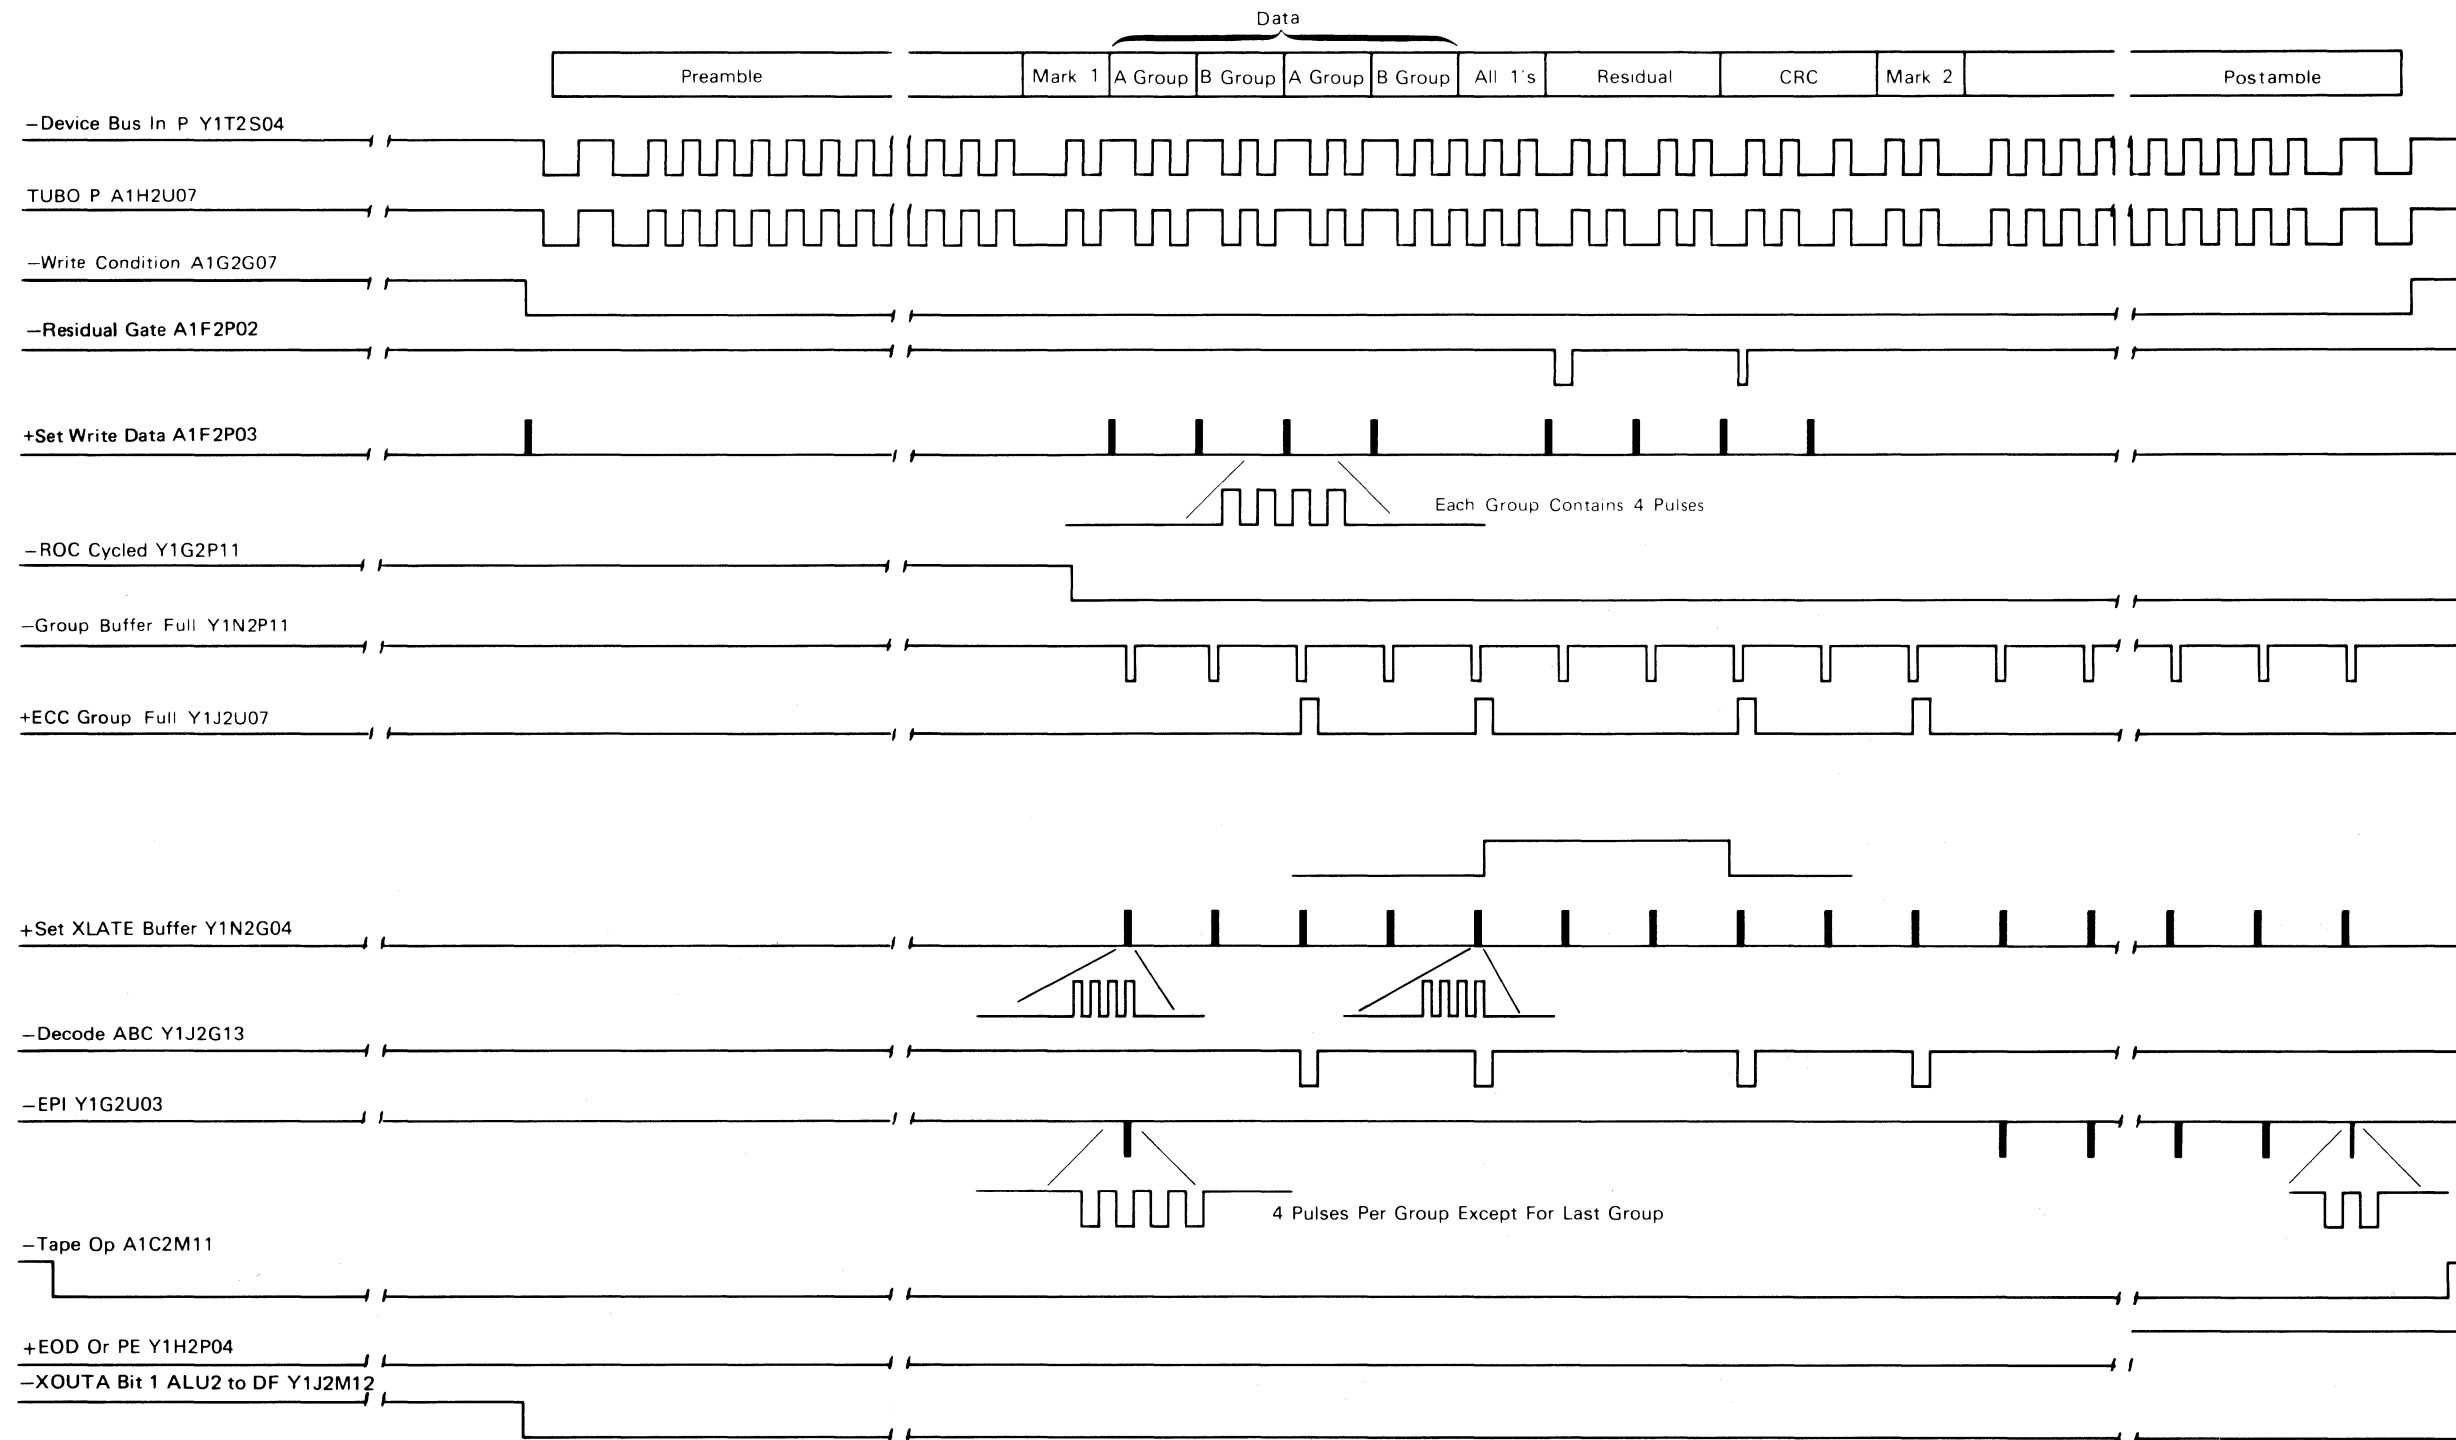 Data
Preamble Mark 1 A Group B Group A Group B Group All 1's Residual CRC Mark 2 Postamble
—Device Bus In P Y1T2S04
TUBO P A1H2U07
—Write Condition A1G2G07
—Residual Gate A1F2P02
+Set Write Data A1F2P03
Each Group Contains 4 Pulses
—ROC Cycled Y1G2P11
—Group Buffer Full Y1N2P11
+ECC Group Full Y1J2U07
+Set XLATE Buffer Y1N2G04
—Decode ABC Y1J2G13
—EPI Y1G2U03
4 Pulses Per Group Except For Last Group
—Tape Op A1C2M11
+EOD Or PE Y1H2P04
—XOUTA Bit 1 ALU2 to DF Y1J2M12